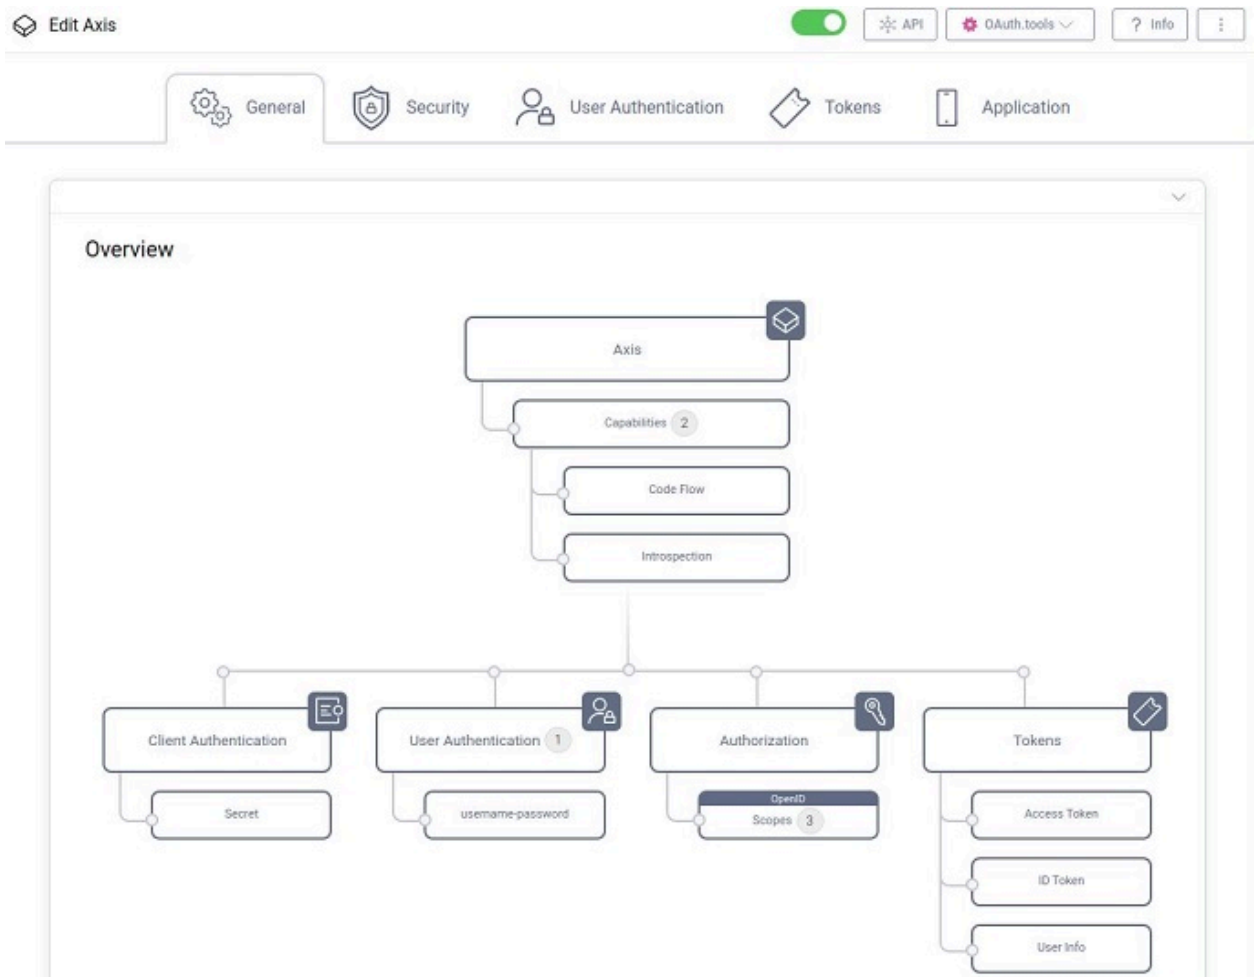 Edit Axis
API
OAuth.tools
? Info
General
Security
User Authentication
Tokens
Application
Overview
Axis
Capabilities 2
Code Flow
Introspection
Client Authentication
User Authentication 1
Authorization
Tokens
Secret
username-password
OpenID
Scopes 3
Access Token
ID Token
User Info